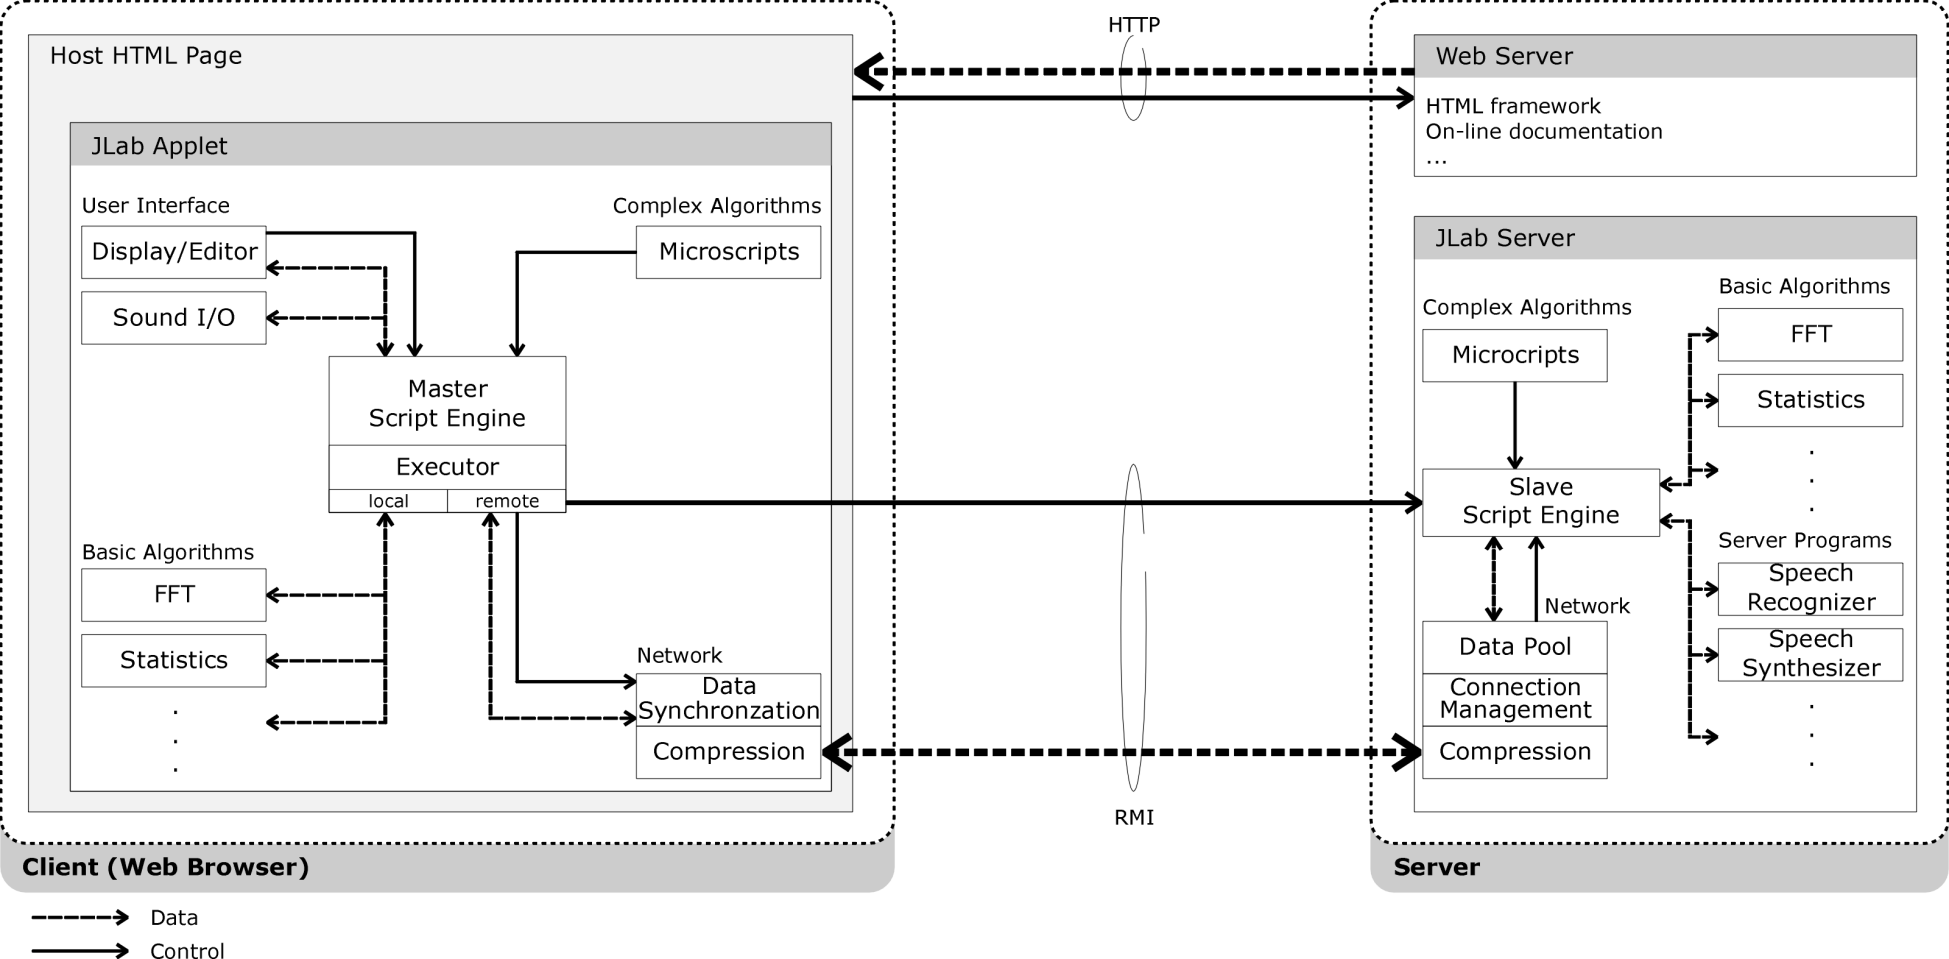 HTTP
Host HTML Page
JLab Applet
User Interface
Display/Editor
Sound I/O
Complex Algorithms
Microscripts
Master
Script Engine
Executor
local
remote
Basic Algorithms
FFT
Statistics
.
.
.
Network
Data
Synchronzation
Compression
Client (Web Browser)
RMI
Web Server
HTML framework
On-line documentation
...
JLab Server
Complex Algorithms
Microcripts
Basic Algorithms
FFT
Statistics
.
.
.
Slave
Script Engine
Server Programs
Speech
Recognizer
Speech
Synthesizer
.
.
.
Network
Data Pool
Connection
Management
Compression
Server
Data
Control